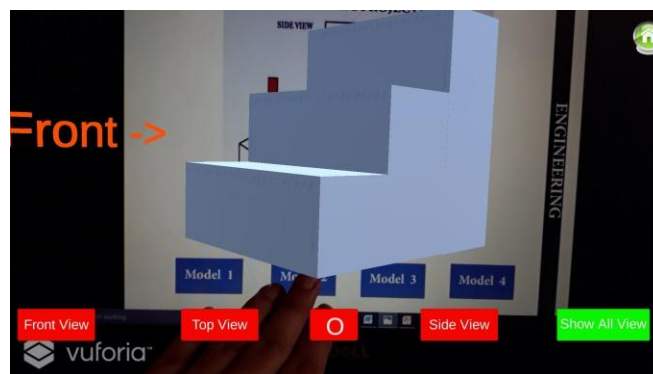 SIDE VIEW
Front ->
ENGINEERING
Model 1
Model 3
Model 4
Front View
Top View
O
Side View
Show All View
vuforia™